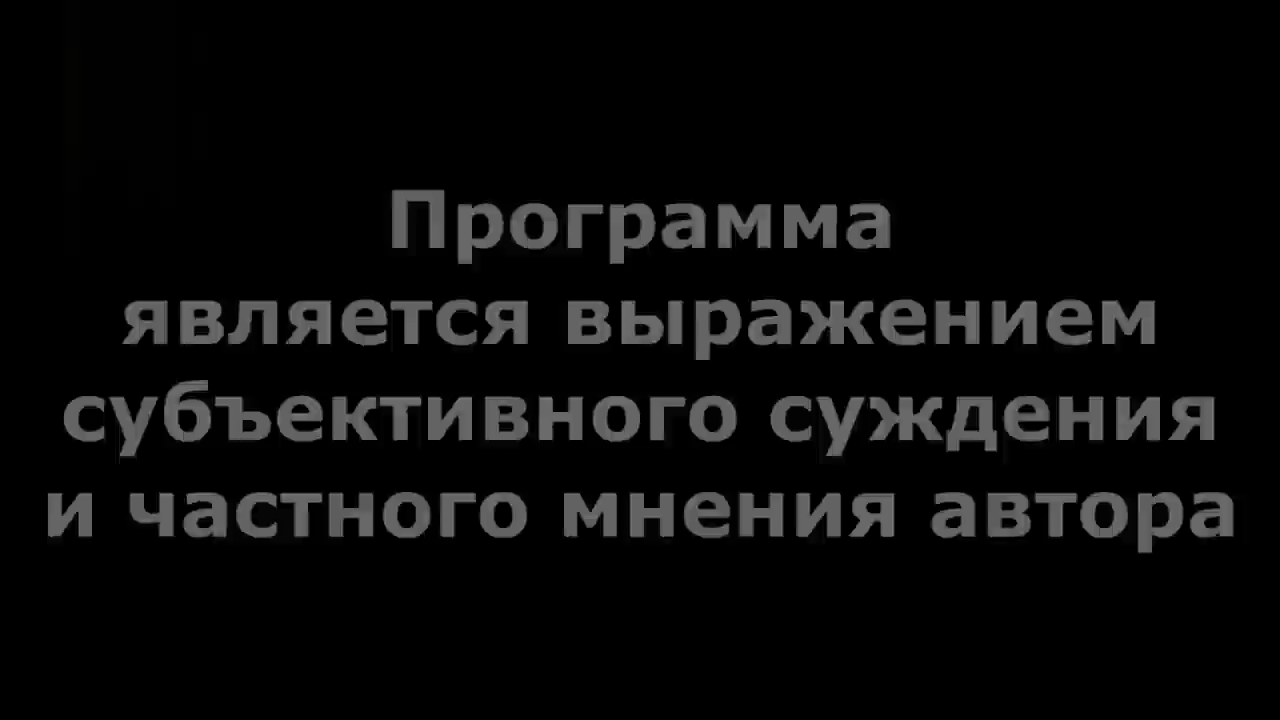 Программа
является выражением
субъективного суждения
и частного мнения автора